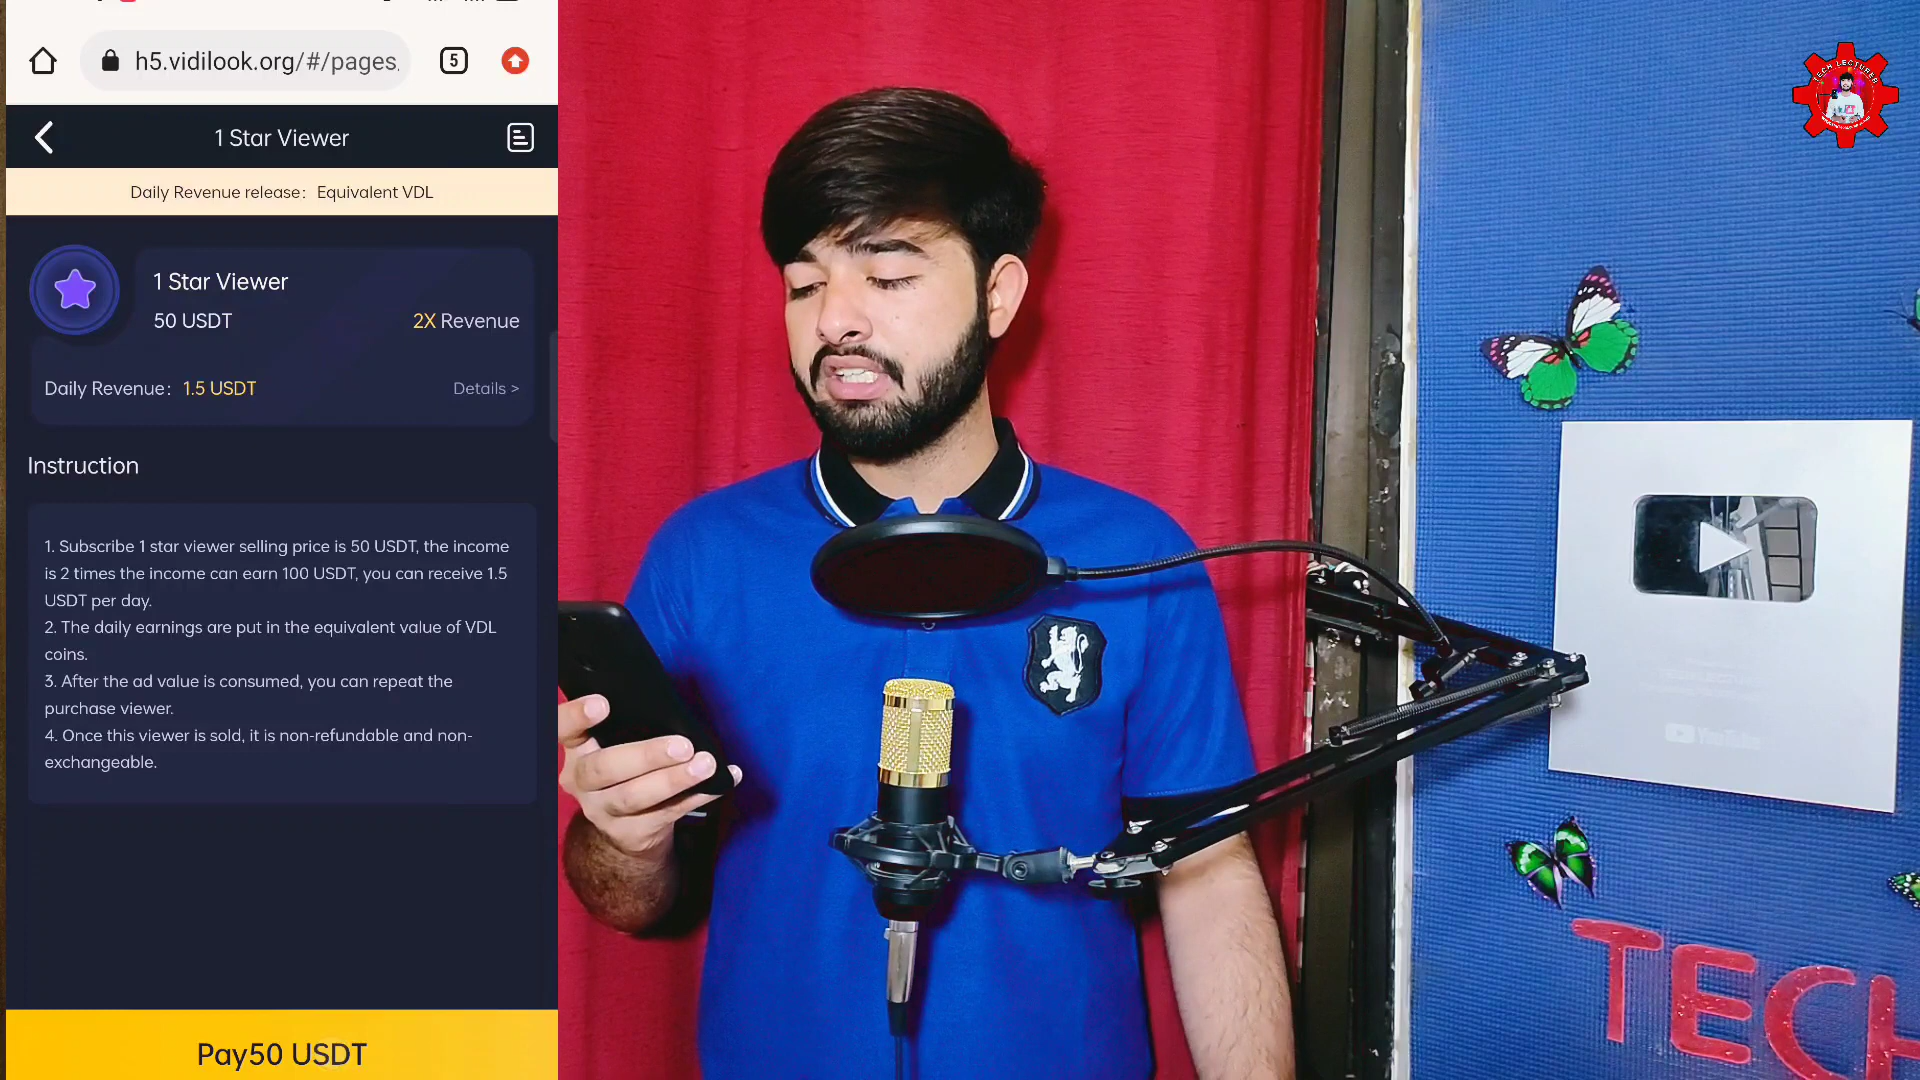 h5.vidilook.org/#/pages.
5
1 Star Viewer
Daily Revenue release: Equivalent VDL
1 Star Viewer
50 USDT
2X Revenue
Daily Revenue: 1.5 USDT
Details >
Instruction
1. Subscribe 1 star viewer selling price is 50 USDT, the income
is 2 times the income can earn 100 USDT, you can receive 1.5
USDT per day.
2. The daily earnings are put in the equivalent value of VDL
coins.
3. After the ad value is consumed, you can repeat the
purchase viewer.
4. Once this viewer is sold, it is non-refundable and non-
exchangeable.
Pay50 USDT
TECH LECTURER
YouTube
TECH